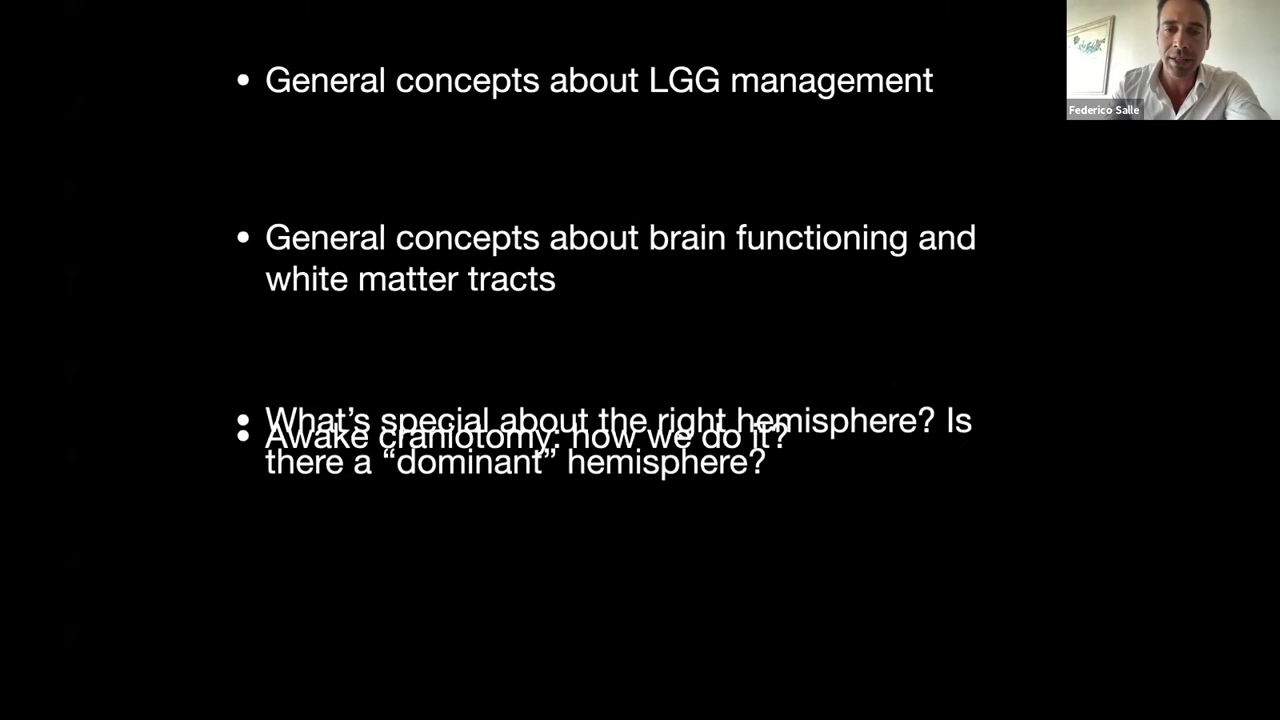 Federico Salle
• General concepts about LGG management
• General concepts about brain functioning and
white matter tracts
• What's special about the right hemisphere? Is
there a “dominant” hemisphere?
• Awake craniotomy: how we do it?